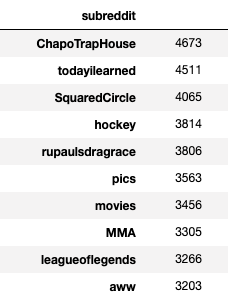 subreddit
ChapoTrapHouse 4673
todayilearned 4511
SquaredCircle 4065
hockey 3814
rupaulsdragrace 3806
pics 3563
movies 3456
MMA 3305
leagueoflegends 3266
aww 3203